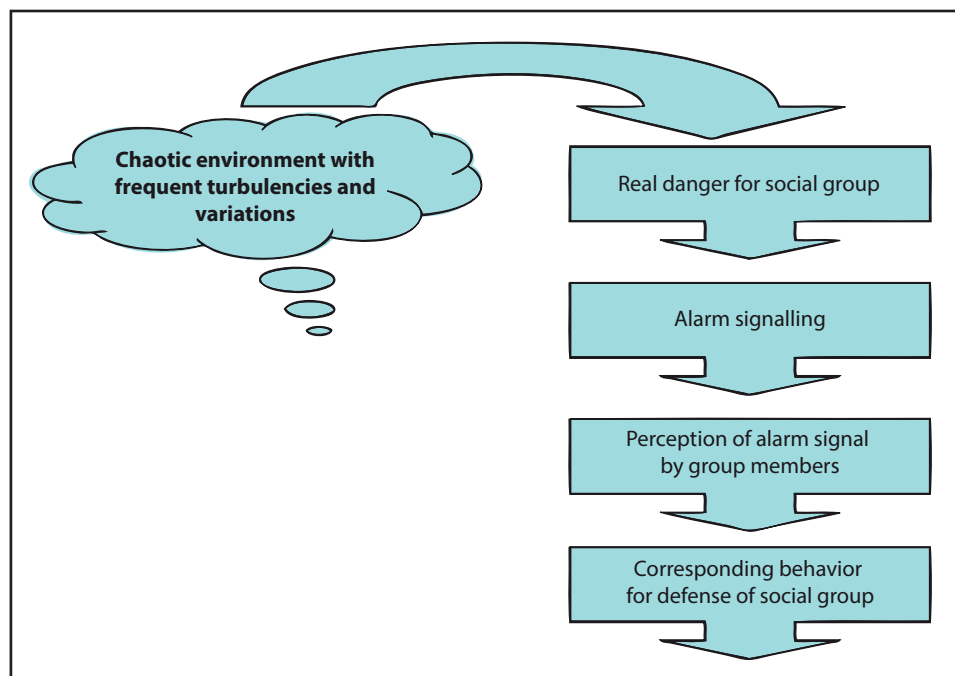 Chaotic environment with
frequent turbulencies and
variations
Real danger for social group
Alarm signalling
Perception of alarm signal
by group members
Corresponding behavior
for defense of social group